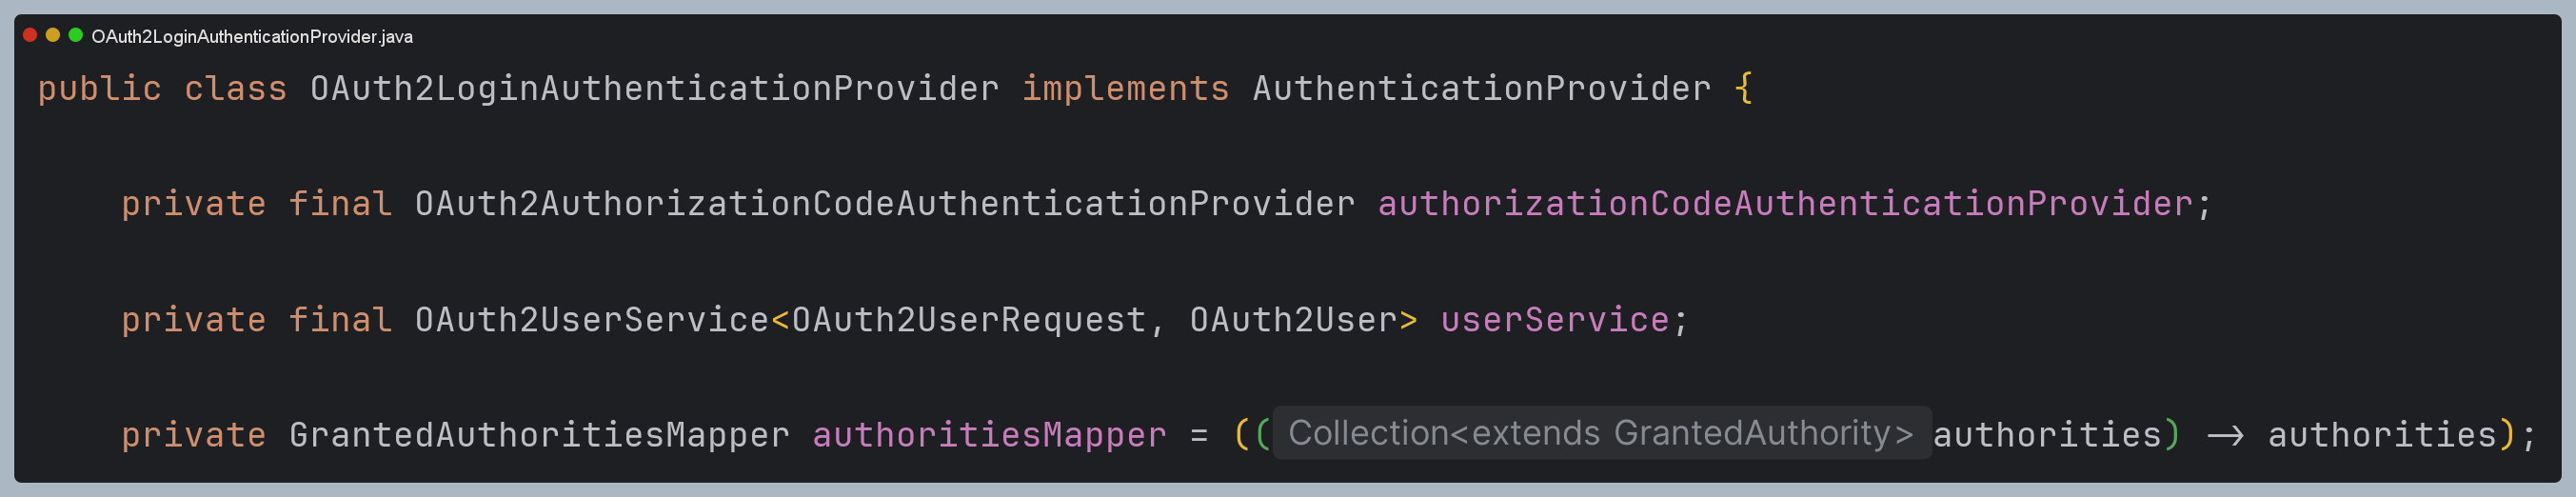 OAuth2LoginAuthenticationProvider.java
public class OAuth2LoginAuthenticationProvider implements AuthenticationProvider {
private final OAuth2AuthorizationCodeAuthenticationProvider authorizationCodeAuthenticationProvider;
private final OAuth2UserService<OAuth2UserRequest, OAuth2User> userService;
private GrantedAuthoritiesMapper authoritiesMapper = ((Collection<extends GrantedAuthority> authorities) -> authorities);